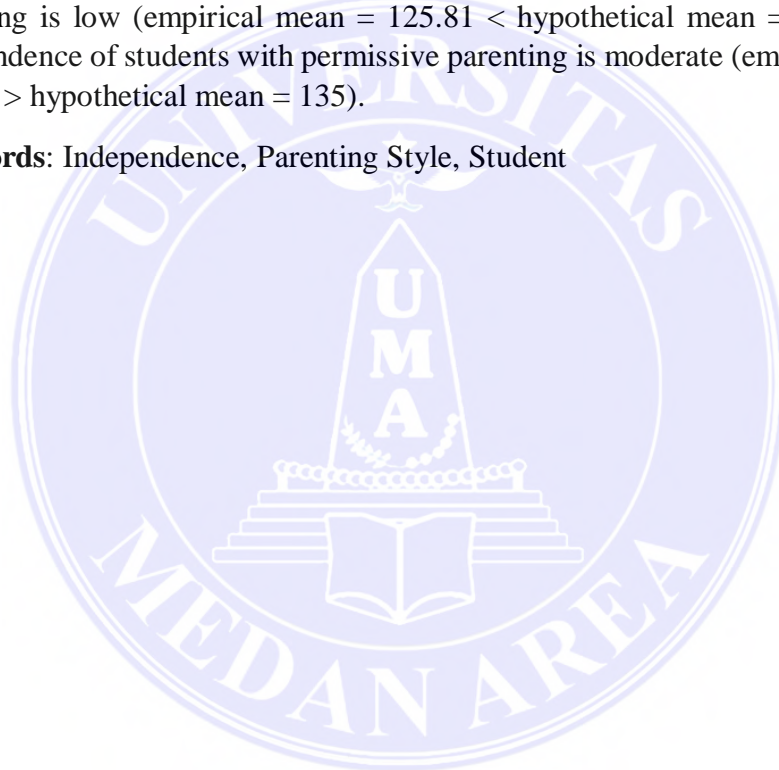 ng is low (empirical mean = 125.81 < hypothetical mean =
ndence of students with permissive parenting is moderate (em
> hypothetical mean = 135).
ords: Independence, Parenting Style, Student
UNIVERSITAS
U
M
A
MEDAN AREA